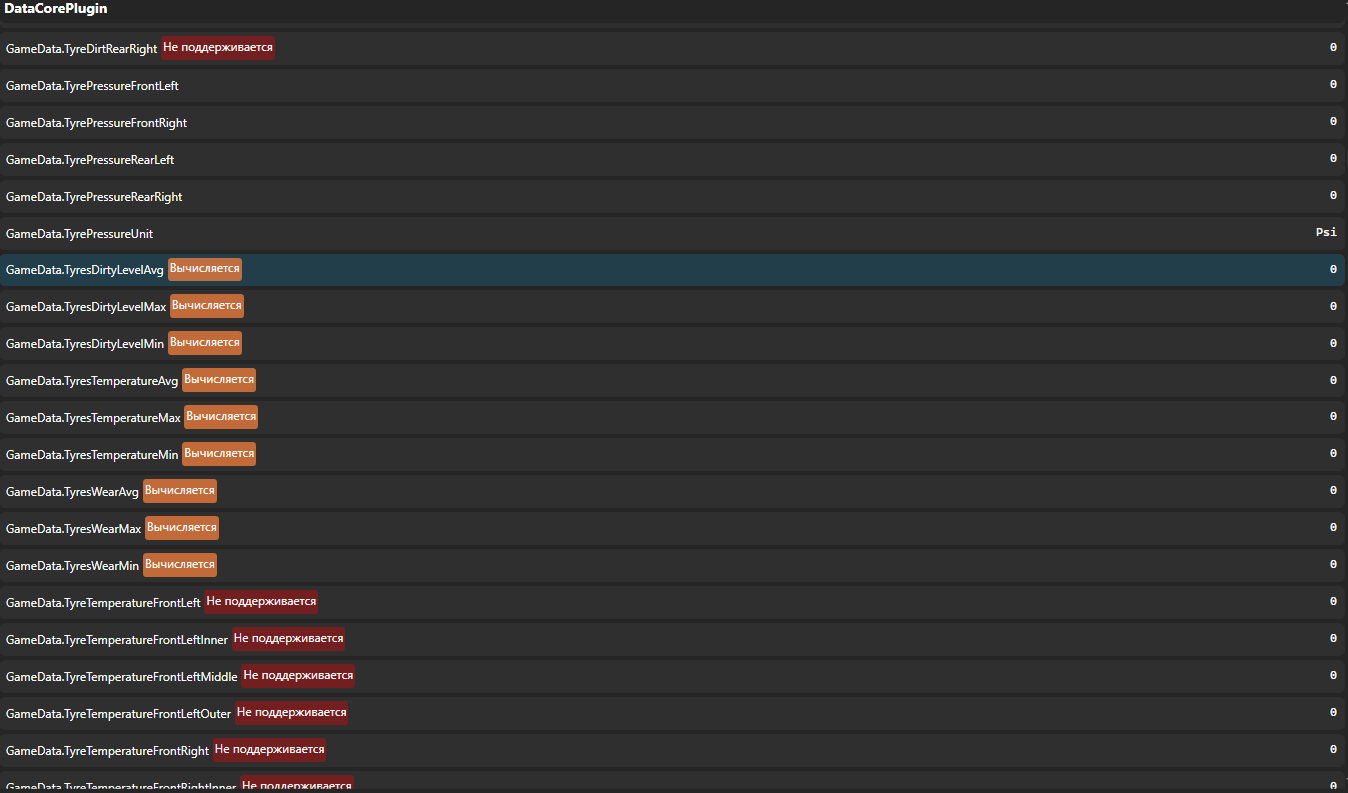 DataCorePlugin
GameData.TyreDirtRearRight Не поддерживается 0
GameData.TyrePressureFrontLeft 0
GameData.TyrePressureFrontRight 0
GameData.TyrePressureRearLeft 0
GameData.TyrePressureRearRight 0
GameData.TyrePressureUnit Psi
GameData.TyresDirtyLevelAvg Вычисляется 0
GameData.TyresDirtyLevelMax Вычисляется 0
GameData.TyresDirtyLevelMin Вычисляется 0
GameData.TyresTemperatureAvg Вычисляется 0
GameData.TyresTemperatureMax Вычисляется 0
GameData.TyresTemperatureMin Вычисляется 0
GameData.TyresWearAvg Вычисляется 0
GameData.TyresWearMax Вычисляется 0
GameData.TyresWearMin Вычисляется 0
GameData.TyreTemperatureFrontLeft Не поддерживается 0
GameData.TyreTemperatureFrontLeftInner Не поддерживается 0
GameData.TyreTemperatureFrontLeftMiddle Не поддерживается 0
GameData.TyreTemperatureFrontLeftOuter Не поддерживается 0
GameData.TyreTemperatureFrontRight Не поддерживается 0
GameData.TyreTemperatureFrontRightInner Не поддерживается 0